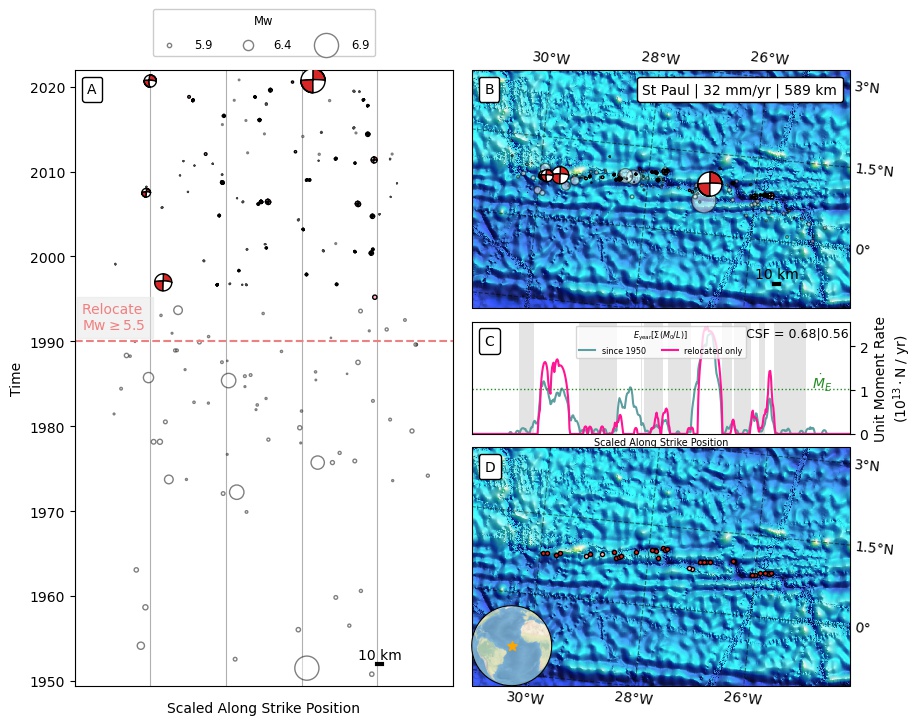 Mw
5.9 6.4 6.9
A
2020
2010
2000
1990
1980
1970
1960
1950
Time
Relocate
Mw ≥ 5.5
10 km
Scaled Along Strike Position
30°W 28°W 26°W
B
St Paul | 32 mm/yr | 589 km
3°N
1.5°N
0°
10 km
C
E_year[Σ(M_0/L)]
since 1950 relocated only
CSF = 0.68|0.56
Ṁ_E
2
1
0
Unit Moment Rate
(10^13 · N / yr)
Scaled Along Strike Position
D
3°N
1.5°N
0°
30°W 28°W 26°W